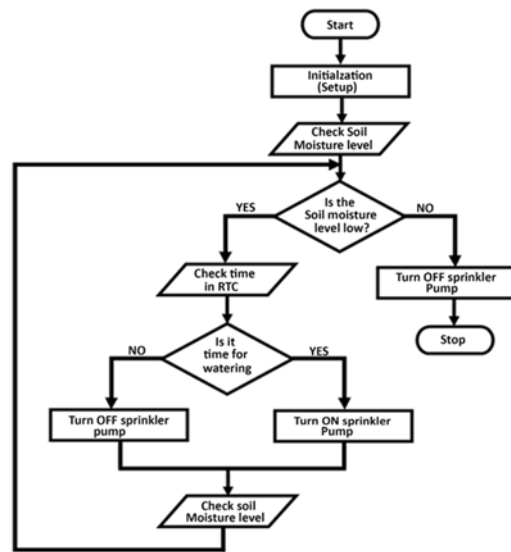 Start
Initialzation
(Setup)
Check Soil
Moisture level
Is the
Soil moisture
level low?
YES
NO
Check time
in RTC
Turn OFF sprinkler
Pump
Stop
Is it
time for
watering
NO
YES
Turn OFF sprinkler
pump
Turn ON sprinkler
Pump
Check soil
Moisture level